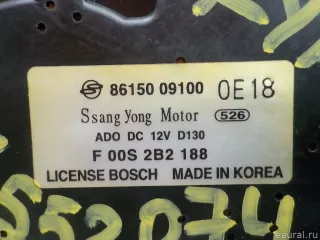 86150 09100 0E18
Ssang Yong Motor 526
ADO DC 12V D130
F 00S 2B2 188
LICENSE BOSCH MADE IN KOREA